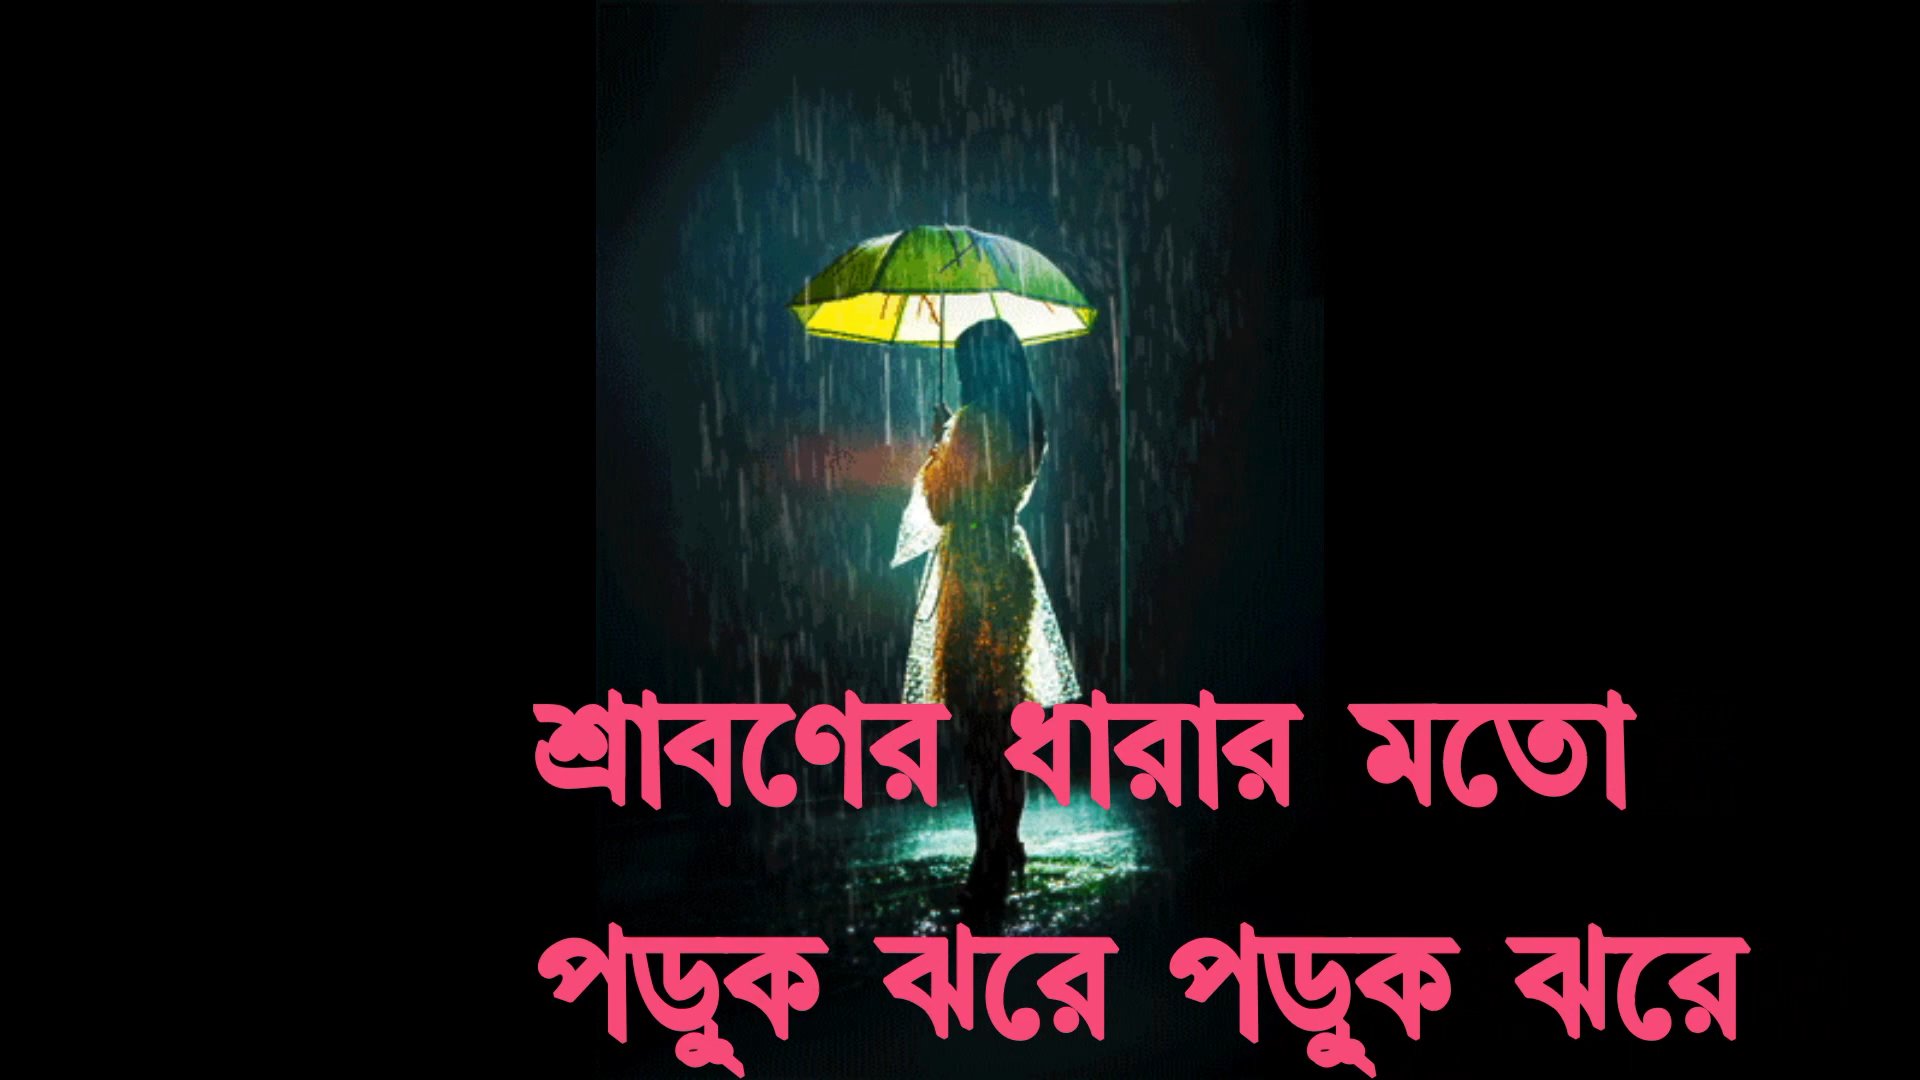 শ্রাবণের ধারার মতো
পড়ুক ঝরে পড়ুক ঝরে